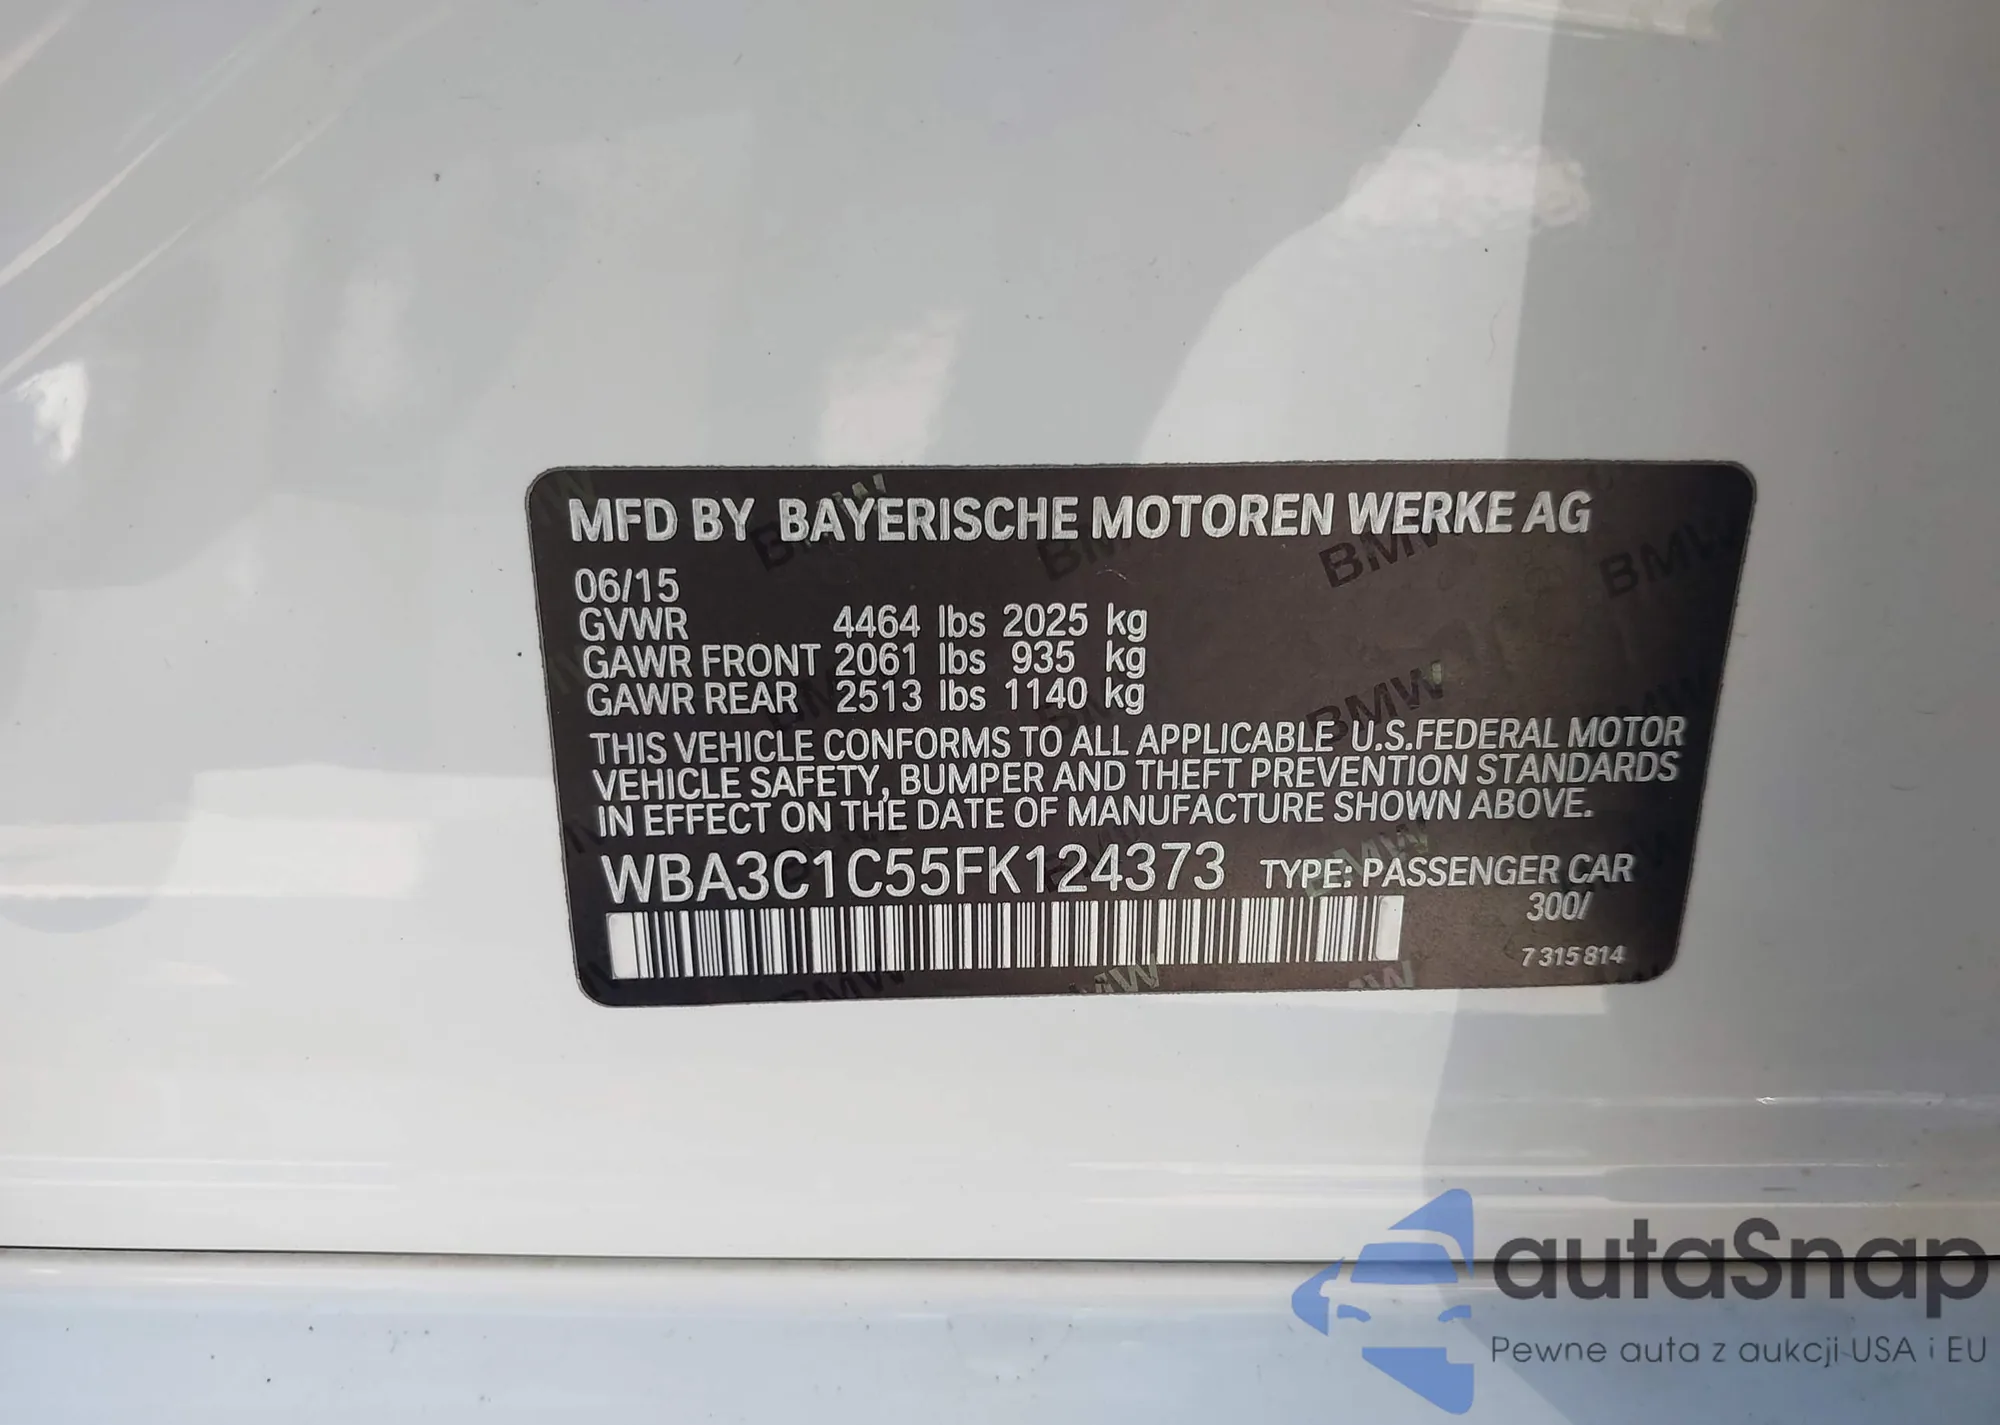 MFD BY BAYERISCHE MOTOREN WERKE AG
06/15
GVWR 4464 lbs 2025 kg
GAWR FRONT 2061 lbs 935 kg
GAWR REAR 2513 lbs 1140 kg
THIS VEHICLE CONFORMS TO ALL APPLICABLE U.S.FEDERAL MOTOR
VEHICLE SAFETY, BUMPER AND THEFT PREVENTION STANDARDS
IN EFFECT ON THE DATE OF MANUFACTURE SHOWN ABOVE.
WBA3C1C55FK124373 TYPE: PASSENGER CAR
300/
7 315 814
autaSnap
Pewne auta z aukcji USA i EU